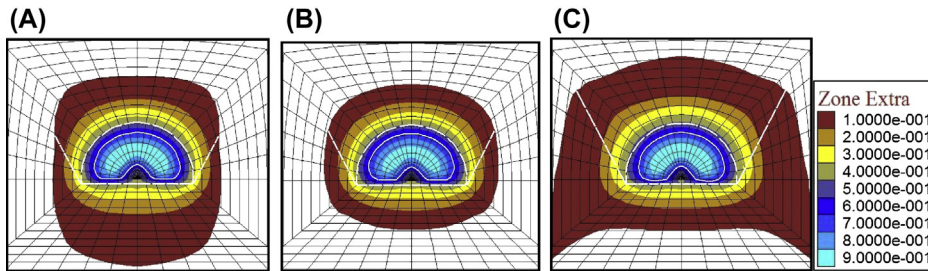 (A)
(B)
(C)
Zone Extra
1.0000e-001
2.0000e-001
3.0000e-001
4.0000e-001
5.0000e-001
6.0000e-001
7.0000e-001
8.0000e-001
9.0000e-001